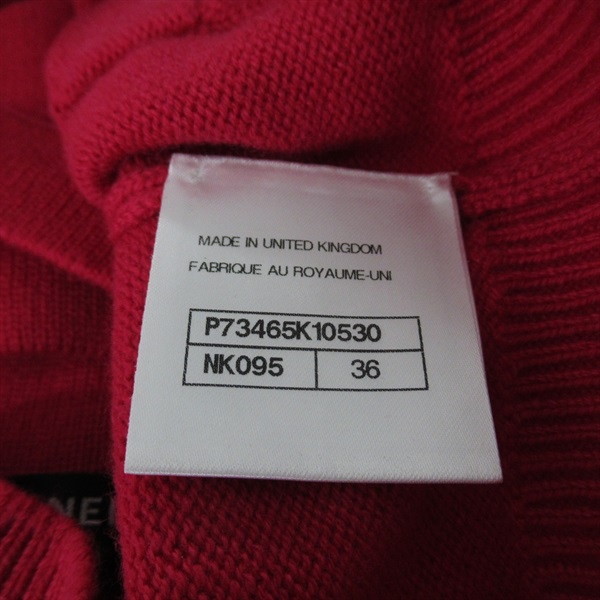 MADE IN UNITED KINGDOM
FABRIQUE AU ROYAUME-UNI
P73465K10530
NK095 36